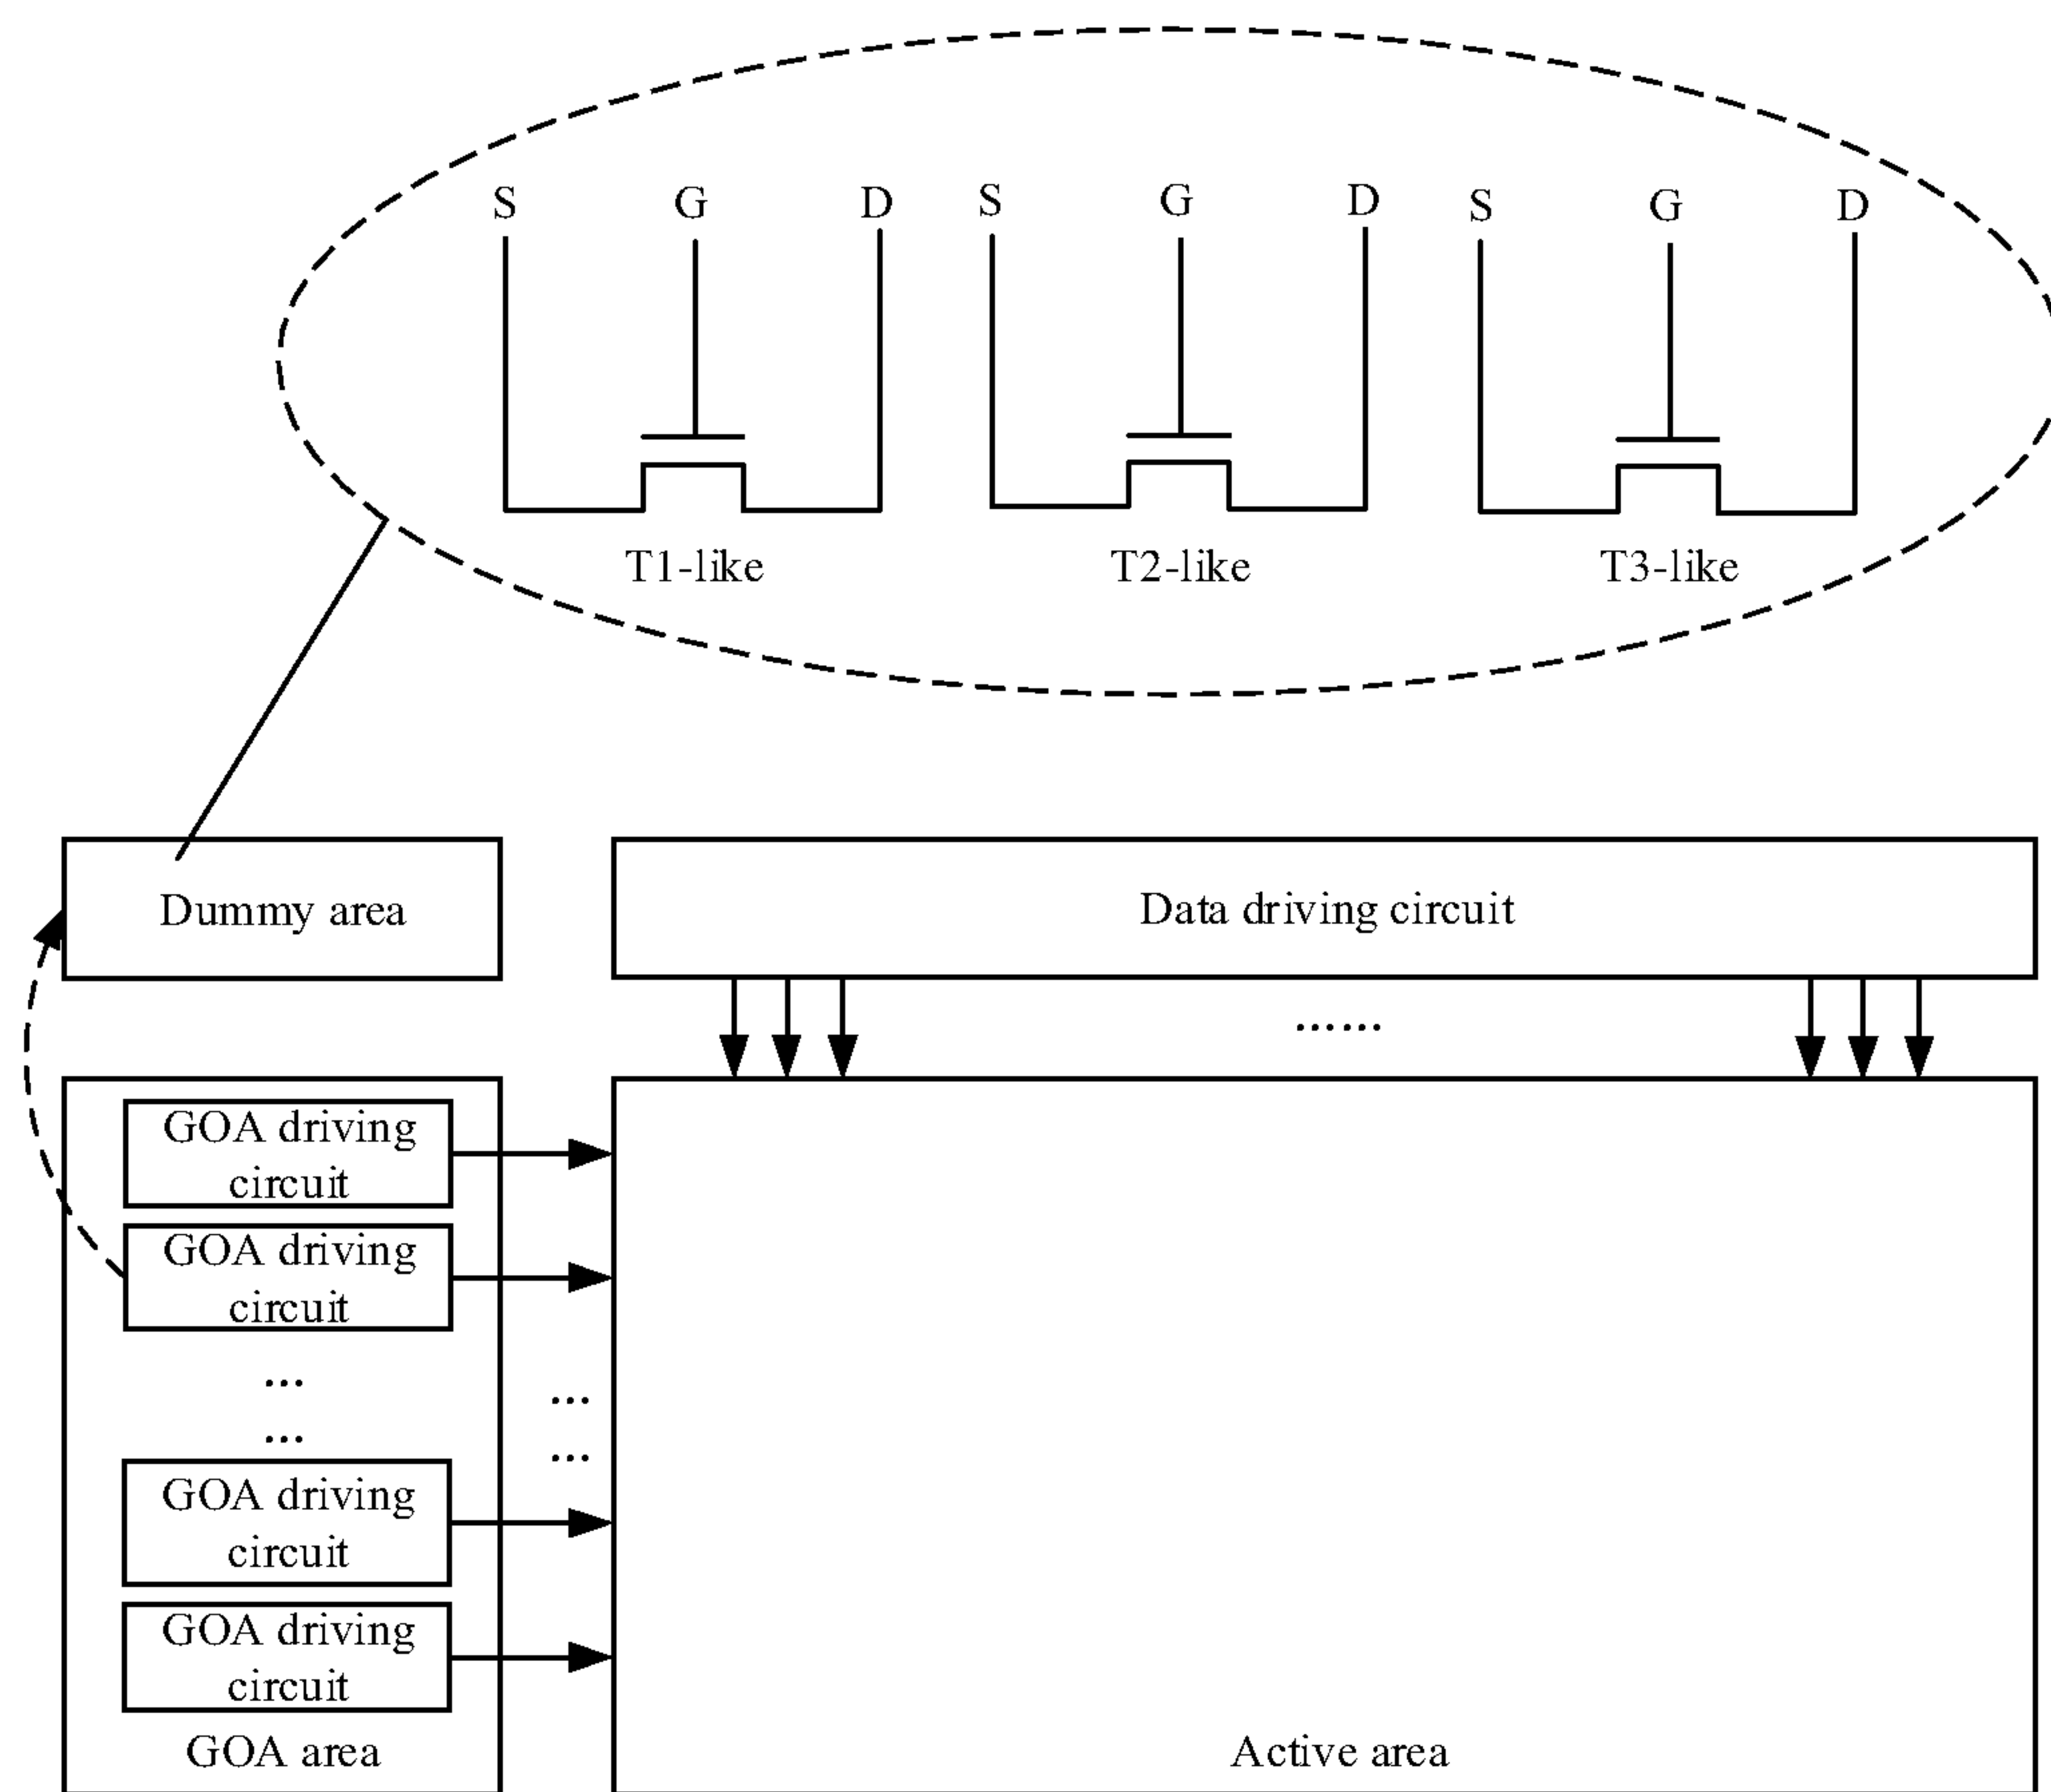 S G D S G D S G D
T1-like T2-like T3-like
Dummy area
Data driving circuit
......
GOA driving
circuit
GOA driving
circuit
...
...
...
...
GOA driving
circuit
GOA driving
circuit
GOA area
Active area